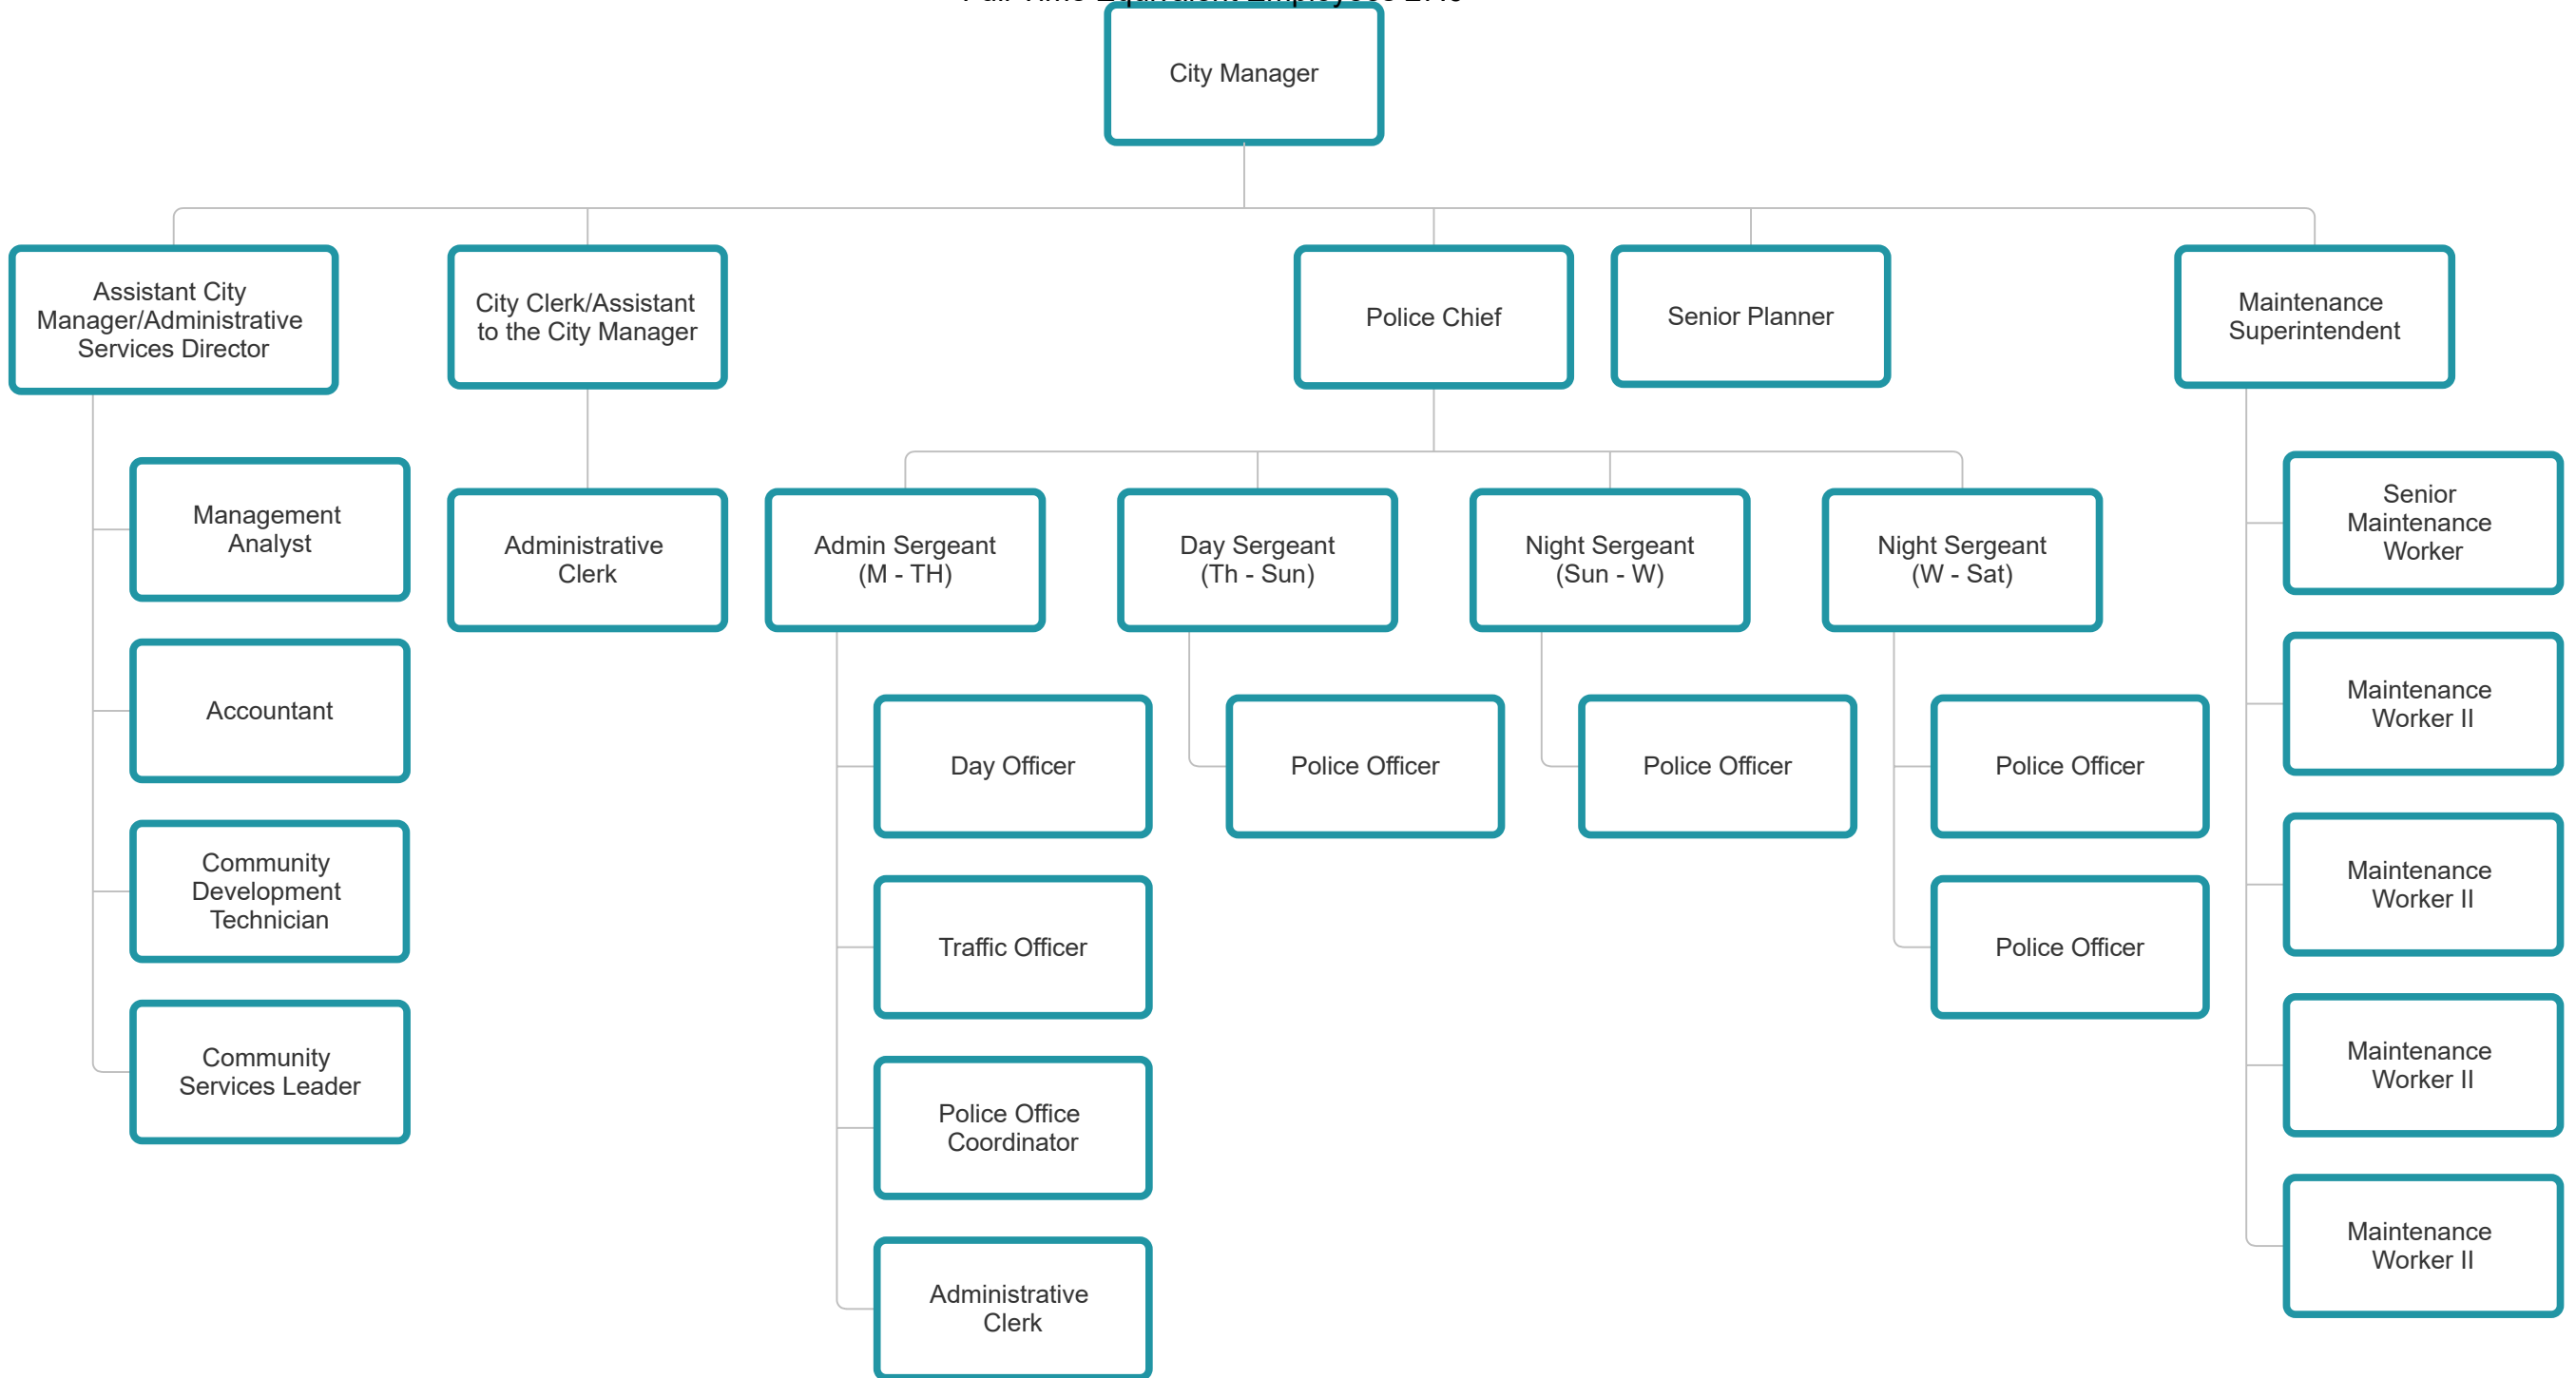 City Manager
Assistant City
Manager/Administrative
Services Director
City Clerk/Assistant
to the City Manager
Police Chief
Senior Planner
Maintenance
Superintendent
Management
Analyst
Accountant
Community
Development
Technician
Community
Services Leader
Administrative
Clerk
Admin Sergeant
(M - TH)
Day Officer
Traffic Officer
Police Office
Coordinator
Administrative
Clerk
Day Sergeant
(Th - Sun)
Police Officer
Night Sergeant
(Sun - W)
Police Officer
Night Sergeant
(W - Sat)
Police Officer
Police Officer
Senior
Maintenance
Worker
Maintenance
Worker II
Maintenance
Worker II
Maintenance
Worker II
Maintenance
Worker II